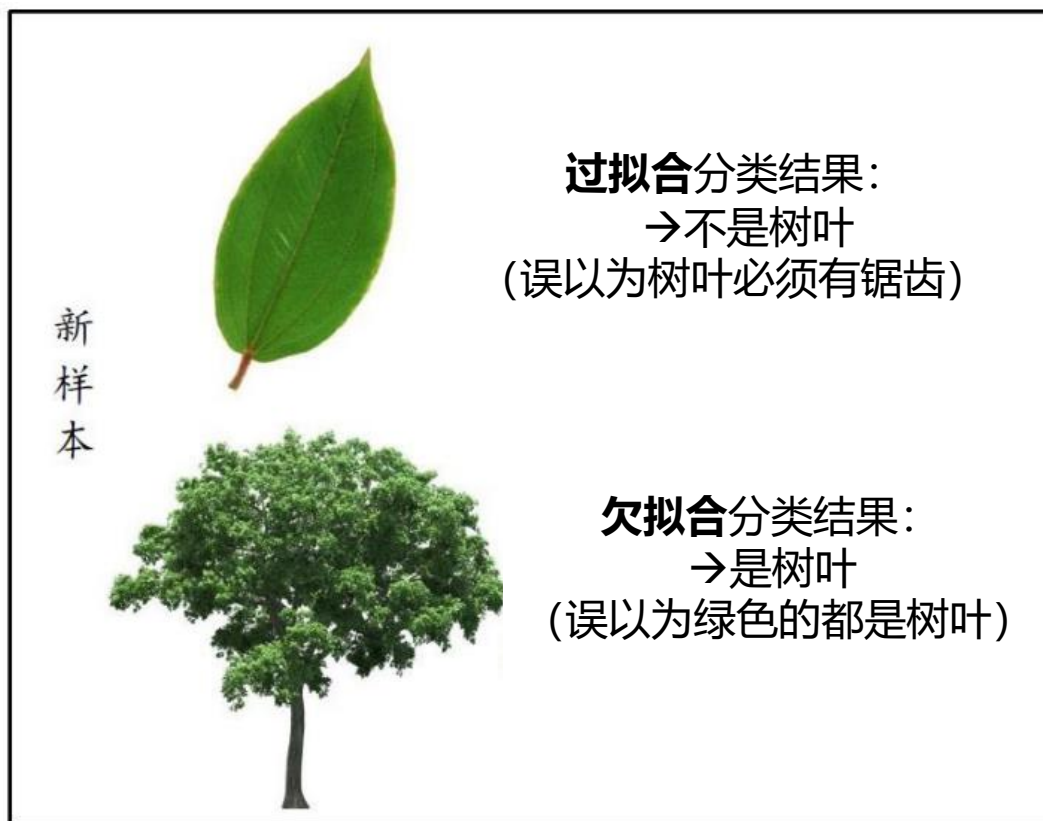 新样本
过拟合分类结果：
→不是树叶
（误以为树叶必须有锯齿）
欠拟合分类结果：
→是树叶
（误以为绿色的都是树叶）